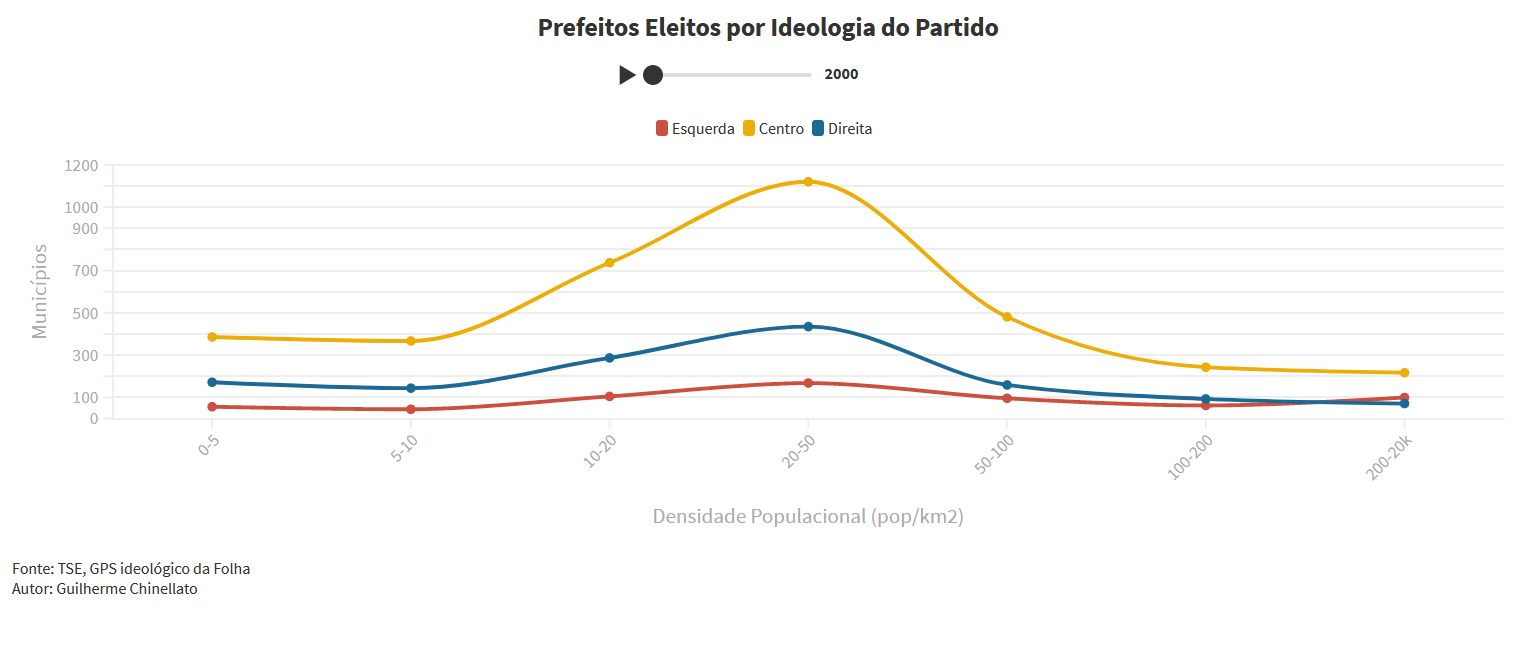 Prefeitos Eleitos por Ideologia do Partido
2000
Esquerda Centro Direita
1200
1000
900
700
500
300
100
0
Municípios
0-5 5-10 10-20 20-50 50-100 100-200 200-20k
Densidade Populacional (pop/km2)
Fonte: TSE, GPS ideológico da Folha
Autor: Guilherme Chinellato